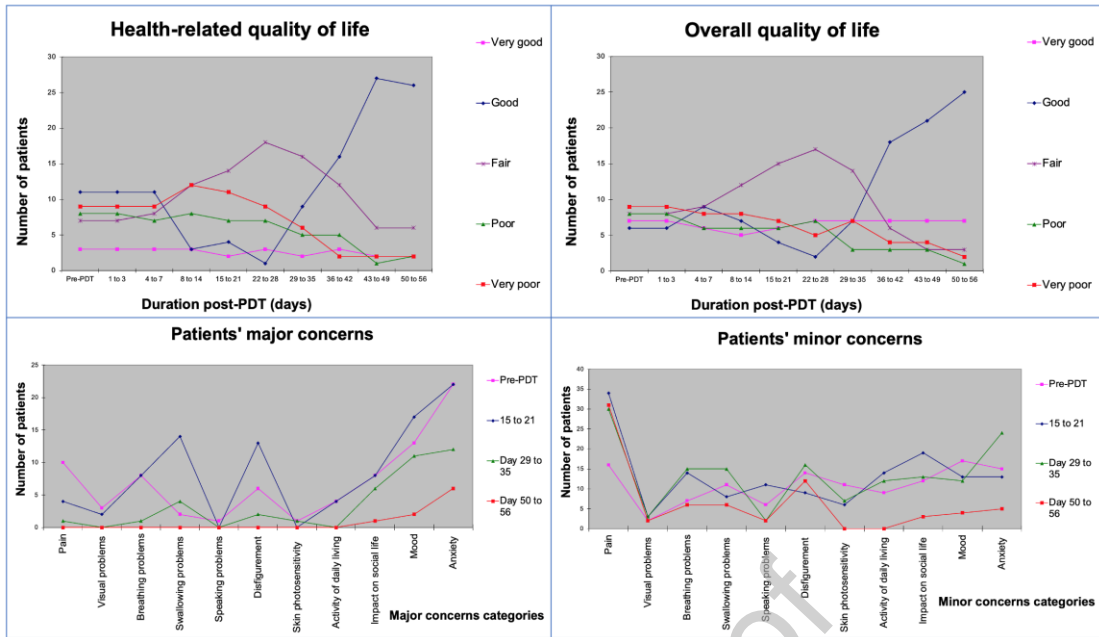 Health-related quality of life
Number of patients
30
25
20
15
10
5
0
Pre-PDT 1 to 3 4 to 7 8 to 14 15 to 21 22 to 28 29 to 35 36 to 42 43 to 49 50 to 56
Duration post-PDT (days)
Very good
Good
Fair
Poor
Very poor
Overall quality of life
Number of patients
30
25
20
15
10
5
0
Pre-PDT 1 to 3 4 to 7 8 to 14 15 to 21 22 to 28 29 to 35 36 to 42 43 to 49 50 to 56
Duration post-PDT (days)
Very good
Good
Fair
Poor
Very poor
Patients' major concerns
Number of patients
25
20
15
10
5
0
Pain
Visual problems
Breathing problems
Swallowing problems
Speaking problems
Disfigurement
Skin photosensitivity
Activity of daily living
Impact on social life
Mood
Anxiety
Major concerns categories
Pre-PDT
15 to 21
Day 29 to
35
Day 50 to
56
Patients' minor concerns
Number of patients
40
35
30
25
20
15
10
5
0
Pain
Visual problems
Breathing problems
Swallowing problems
Speaking problems
Disfigurement
Skin photosensitivity
Activity of daily living
Impact on social life
Mood
Anxiety
Minor concerns categories
Pre-PDT
15 to 21
Day 29 to
35
Day 50 to
56